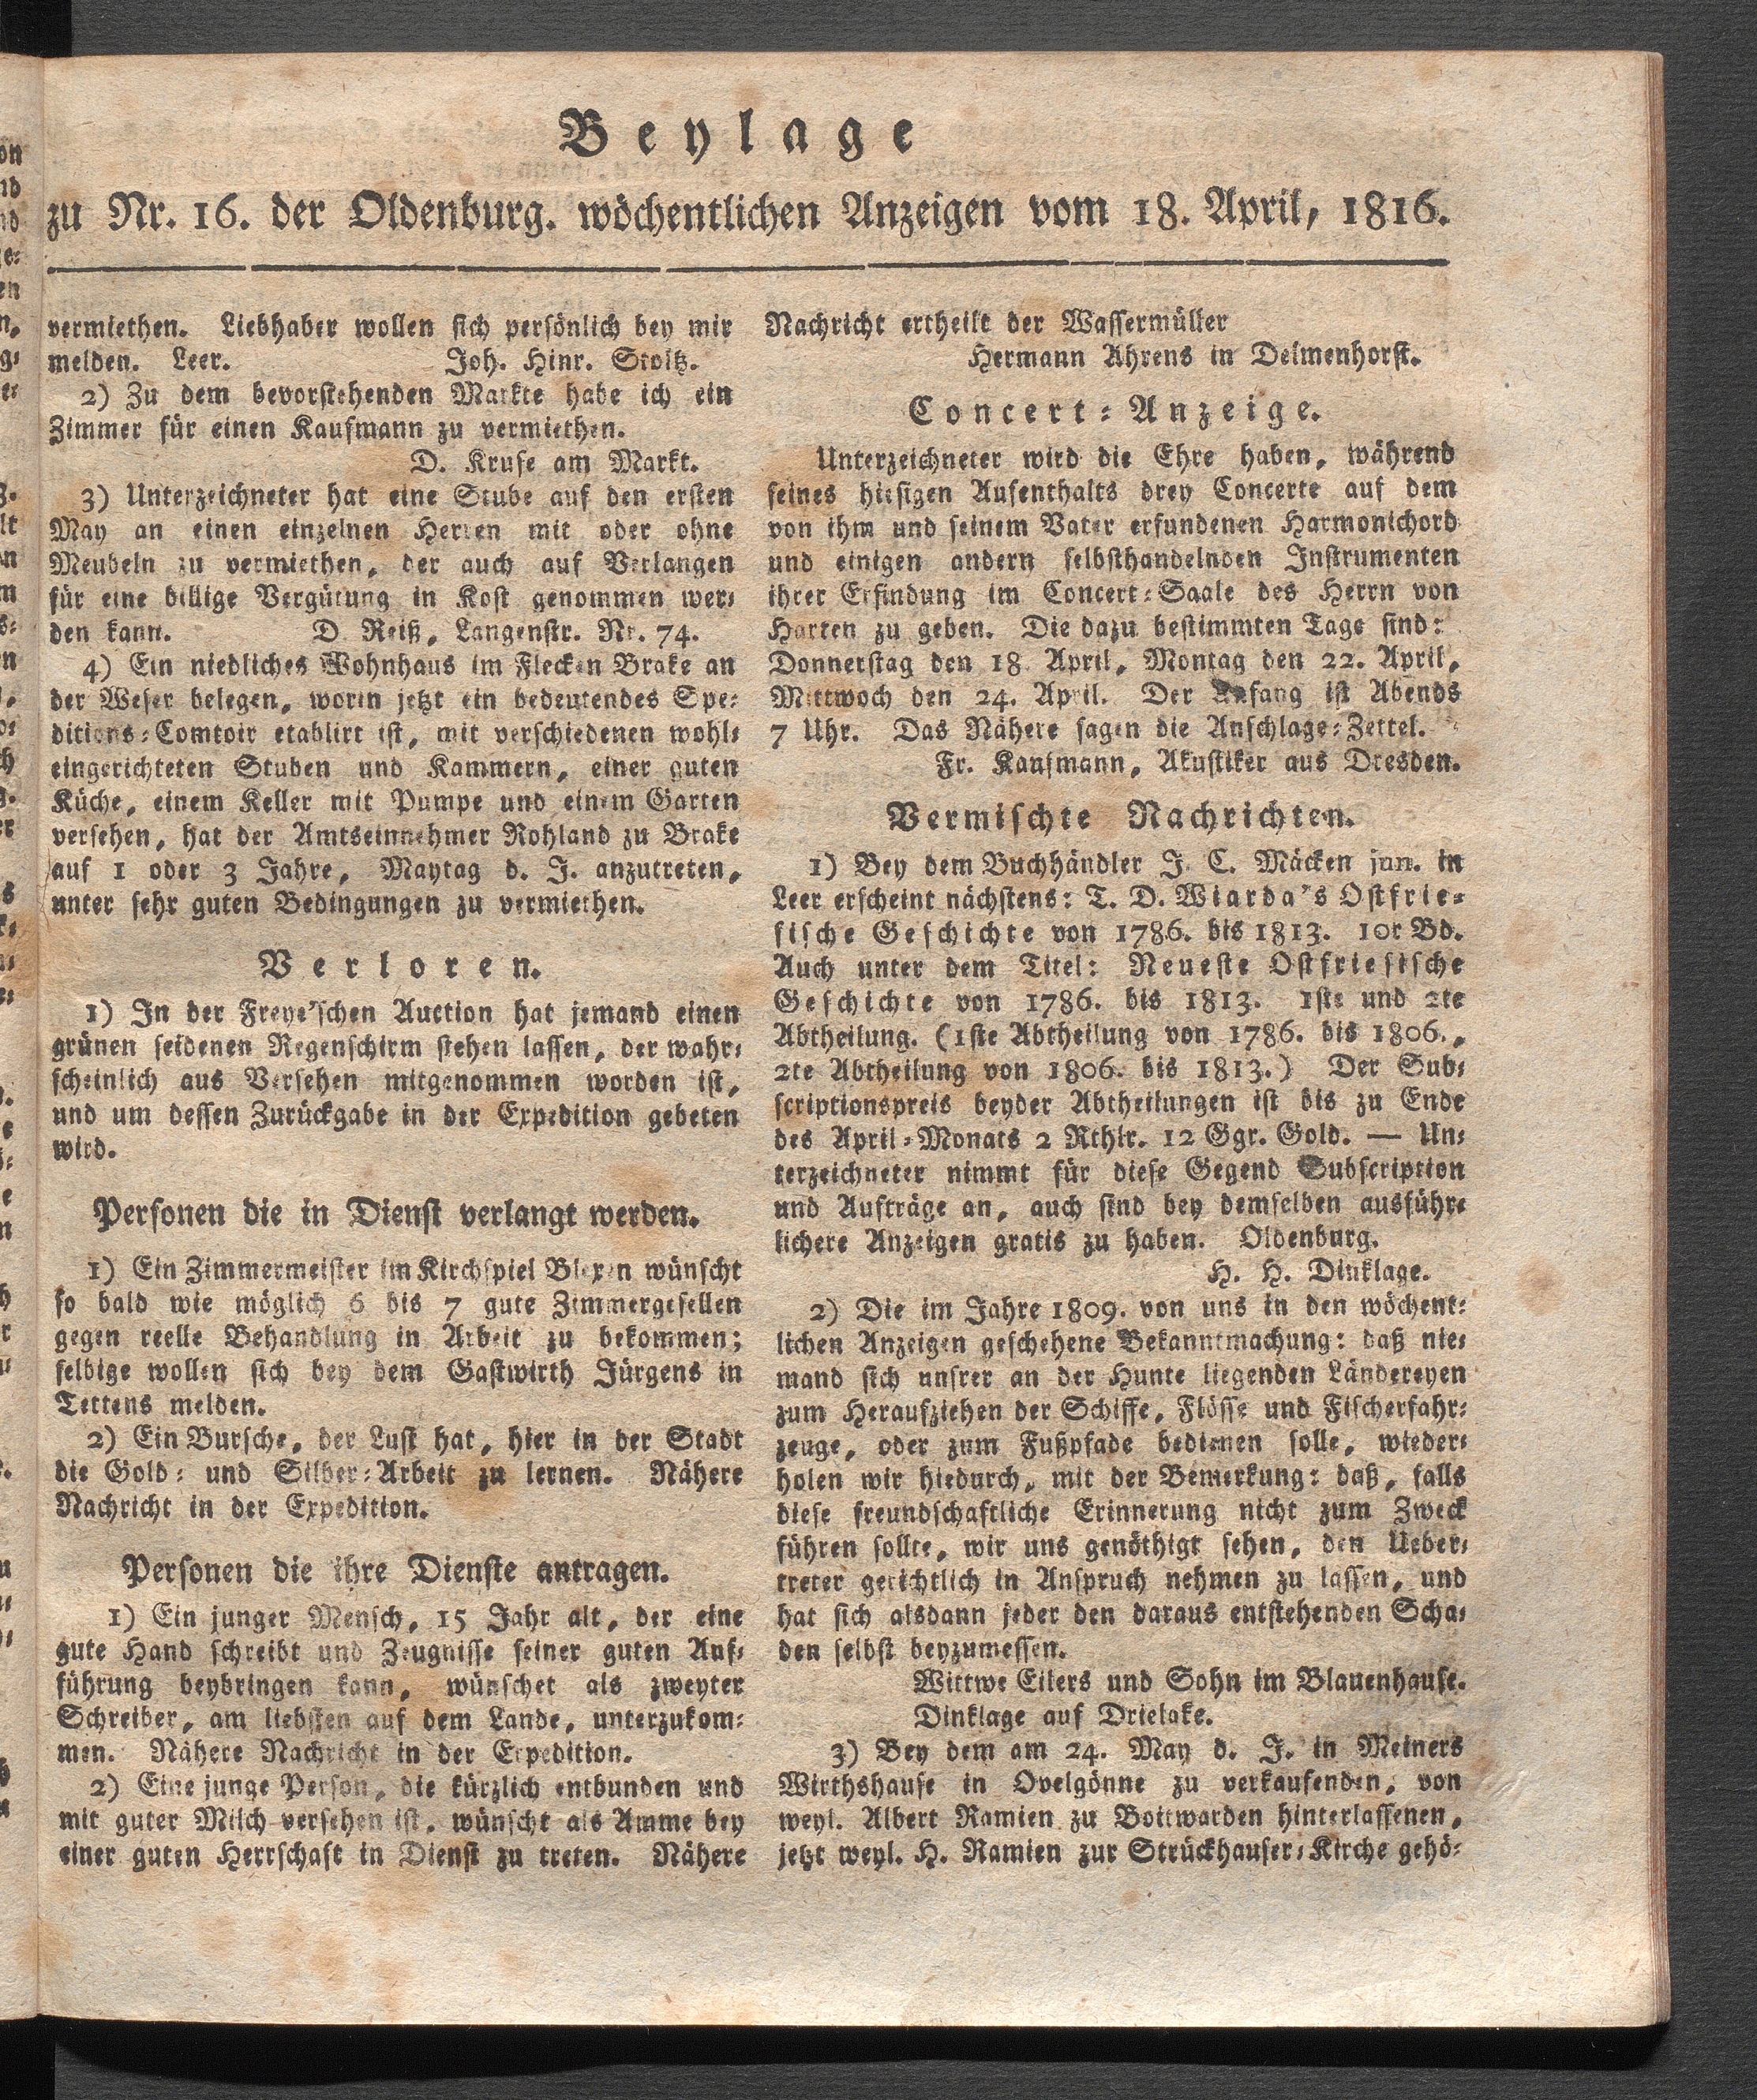 Beylage
zu Nr. 16. der Oldenburg. wöchentlichen Anzeigen vom 18. April, 1816.
vermiethen. Liebhaber wollen sich persönlich bey mir
melden. Leer. Joh. Hinr. Stoltz.
2) Zu dem bevorstehenden Markte habe ich ein
Zimmer für einen Kaufmann zu vermiethen.
D. Kruse am Markt.
3) Unterzeichneter hat eine Stube auf den ersten
May an einen einzelnen Herren mit oder ohne
Meubeln zu vermiethen, der auch auf Verlangen
für eine billige Vergütung in Kost genommen wer-
den kann. D. Reiß, Langenstr. Nr. 74.
4) Ein niedliches Wohnhaus im Flecken Brake an
der Weser belegen, worin jetzt ein bedeutendes Spe-
ditions-Comtoir etablirt ist, mit verschiedenen wohl-
eingerichteten Stuben und Kammern, einer guten
Küche, einem Keller mit Pumpe und einem Garten
versehen, hat der Amtseinnehmer Rohland zu Brake
auf 1 oder 3 Jahre, Maytag d. J. anzutreten,
unter sehr guten Bedingungen zu vermiethen.
Verloren.
1) In der Freye'schen Auction hat jemand einen
grünen seidenen Regenschirm stehen lassen, der wahr-
scheinlich aus Versehen mitgenommen worden ist,
und um dessen Zurückgabe in der Expedition gebeten
wird.
Personen die in Dienst verlangt werden.
1) Ein Zimmermeister im Kirchspiel Blexen wünscht
so bald wie möglich 6 bis 7 gute Zimmergesellen
gegen reelle Behandlung in Arbeit zu bekommen;
selbige wollen sich bey dem Gastwirth Jürgens in
Tettens melden.
2) Ein Bursche, der Lust hat, hier in der Stadt
die Gold- und Silber-Arbeit zu lernen. Nähere
Nachricht in der Expedition.
Personen die ihre Dienste antragen.
1) Ein junger Mensch, 15 Jahr alt, der eine
gute Hand schreibt und Zeugnisse seiner guten Auf-
führung beybringen kann, wünschet als zweyter
Schreiber, am liebsten auf dem Lande, unterzukom-
men. Nähere Nachricht in der Expedition.
2) Eine junge Person, die kürzlich entbunden und
mit guter Milch versehen ist, wünscht als Amme bey
einer guten Herrschaft in Dienst zu treten. Nähere
Nachricht ertheilt der Wassermüller
Hermann Ahrens in Delmenhorst.
Concert-Anzeige.
Unterzeichneter wird die Ehre haben, während
seines hiesigen Aufenthalts drey Concerte auf dem
von ihm und seinem Vater erfundenen Harmonichord
und einigen andern selbsthandelnden Instrumenten
ihrer Erfindung im Concert-Saale des Herrn von
Harten zu geben. Die dazu bestimmten Tage sind:
Donnerstag den 18. April, Montag den 22. April,
Mittwoch den 24. April. Der Anfang ist Abends
7 Uhr. Das Nähere sagen die Anschlage-Zettel.
Fr. Kaufmann, Akustiker aus Dresden.
Vermischte Nachrichten.
1) Bey dem Buchhändler J. C. Mäcken jun. in
Leer erscheint nächstens: T. D. Wiarda's Ostfrie-
sische Geschichte von 1786. bis 1813. 10r Bd.
Auch unter dem Titel: Neueste Ostfriesische
Geschichte von 1786. bis 1813. 1ste und 2te
Abtheilung. (1ste Abtheilung von 1786. bis 1806.,
2te Abtheilung von 1806. bis 1813.) Der Sub-
scriptionspreis beyder Abtheilungen ist bis zu Ende
des April-Monats 2 Rthlr. 12 Ggr. Gold. — Un-
terzeichneter nimmt für diese Gegend Subscription
und Aufträge an, auch sind bey demselben ausführ-
lichere Anzeigen gratis zu haben. Oldenburg.
H. H. Dinklage.
2) Die im Jahre 1809. von uns in den wöchent-
lichen Anzeigen geschehene Bekanntmachung: daß nie-
mand sich unsrer an der Hunte liegenden Ländereyen
zum Heraufziehen der Schiffe, Flösse und Fischerfahr-
zeuge, oder zum Fußpfade bedienen solle, wieder-
holen wir hiedurch, mit der Bemerkung: daß, falls
diese freundschaftliche Erinnerung nicht zum Zweck
führen sollte, wir uns genöthigt sehen, den Ueber-
treter gerichtlich in Anspruch nehmen zu lassen, und
hat sich alsdann jeder den daraus entstehenden Scha-
den selbst beyzumessen.
Wittwe Eilers und Sohn im Blauenhause.
Dinklage auf Drielake.
3) Bey dem am 24. May d. J. in Meiners
Wirthshause in Ovelgönne zu verkaufenden, von
weyl. Albert Ramien zu Boitwarden hinterlassenen,
jetzt weyl. H. Ramien zur Strückhauser-Kirche gehö-